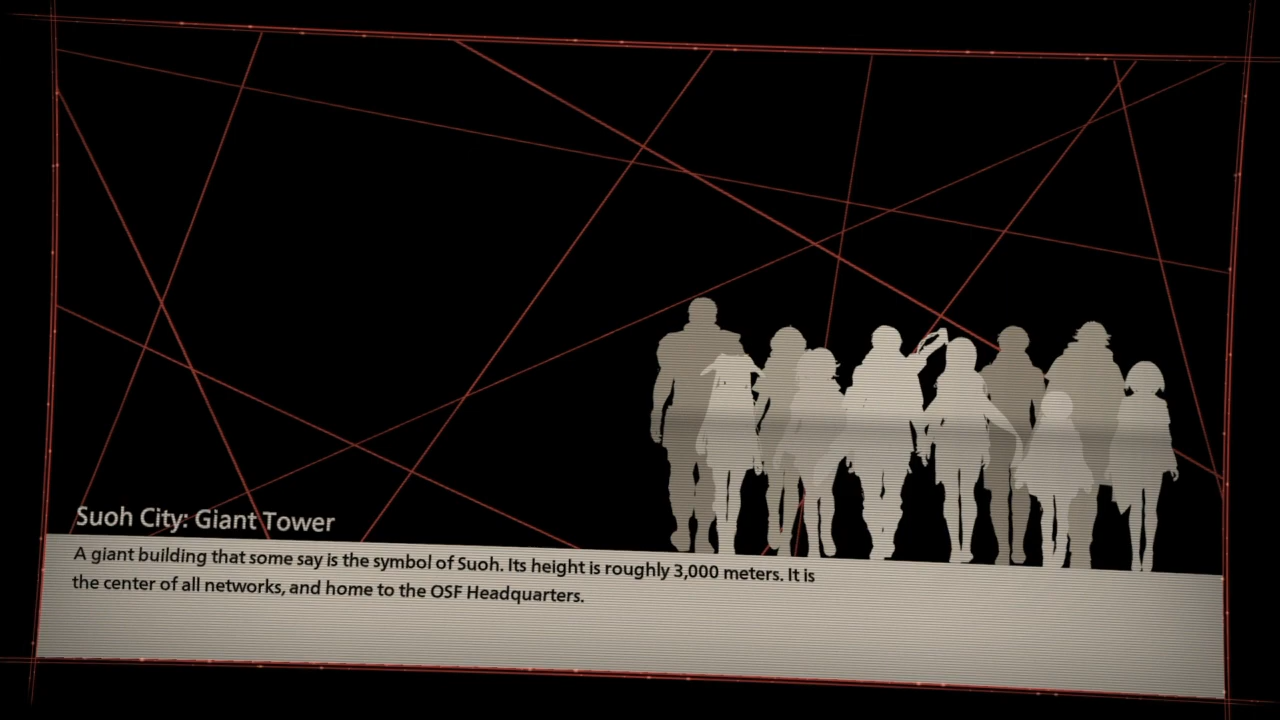 Suoh City: Giant Tower
A giant building that some say is the symbol of Suoh. Its height is roughly 3,000 meters. It is
the center of all networks, and home to the OSF Headquarters.